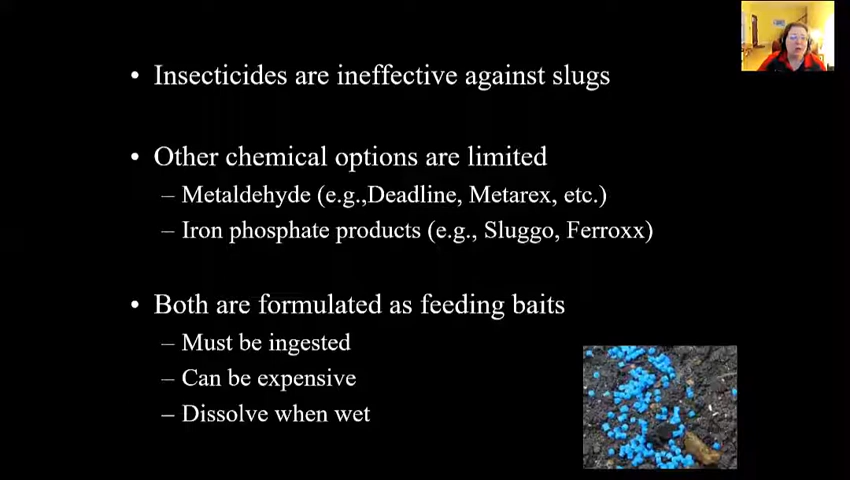 • Insecticides are ineffective against slugs
• Other chemical options are limited
– Metaldehyde (e.g.,Deadline, Metarex, etc.)
– Iron phosphate products (e.g., Sluggo, Ferroxx)
• Both are formulated as feeding baits
– Must be ingested
– Can be expensive
– Dissolve when wet